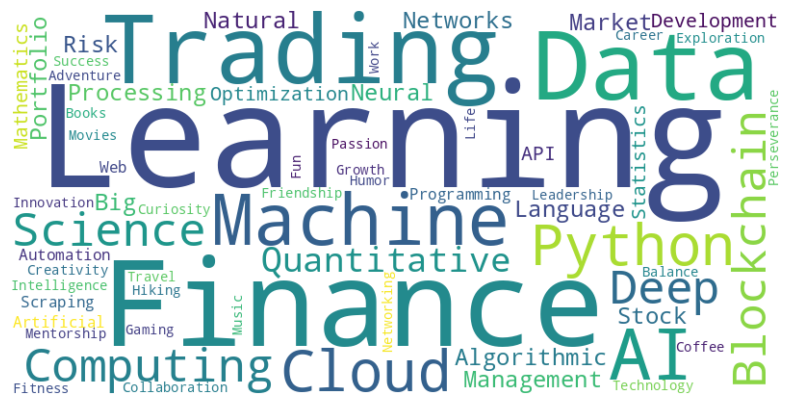 Natural
Networks
Market
Development
Mathematics
Portfolio
Risk
Success
Adventure
Trading
Work
Data
Career
Exploration
Processing
Optimization
Neural
Books
Movies
Learning
Web
Fun
Passion
Growth
Humor
Life
API
Statistics
Blockchain
Perseverance
Innovation
Big
Curiosity
Friendship
Programming
Leadership
Language
Science
Machine
Python
Automation
Creativity
Intelligence
Scraping
Artificial
Mentorship
Quantitative
Travel
Hiking
Gaming
Finance
Music
Networking
Balance
Deep
Stock
AI
Coffee
Computing
Cloud
Algorithmic
Management
Technology
Fitness
Collaboration